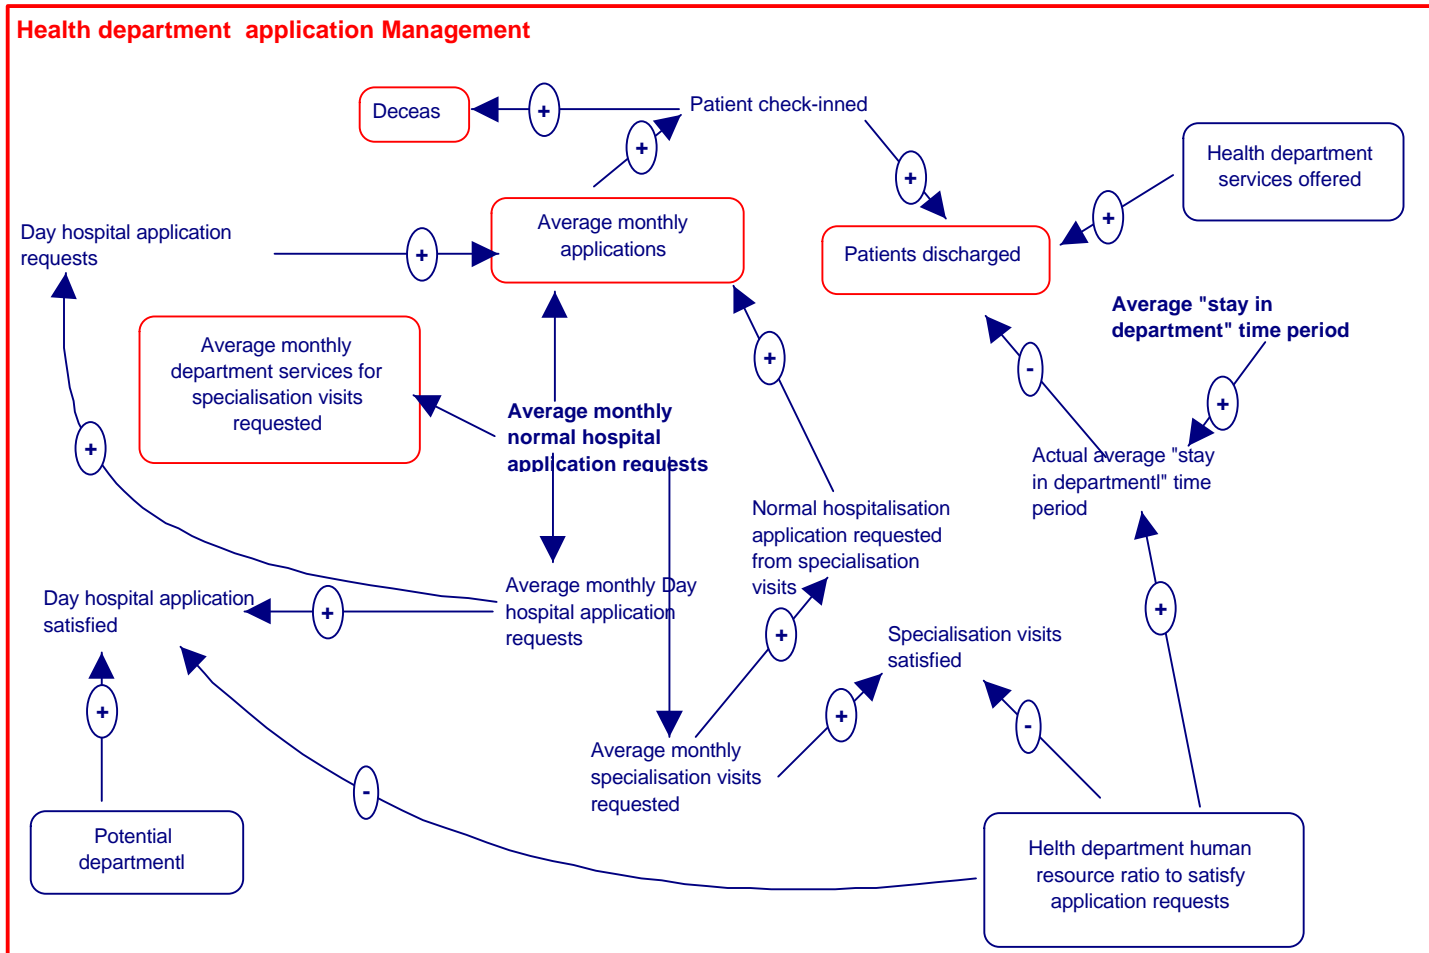 Health department  application Management
Deceas
+
Patient check-inned
+
+
Health department
services offered
+
Day hospital application
requests
+
Average monthly
applications
Patients discharged
Average "stay in
department" time period
Average monthly
department services for
specialisation visits
requested
+
-
+
Average monthly
normal hospital
application requests
+
Actual average "stay
in departmentl" time
period
Normal hospitalisation
application requested
from specialisation
visits
Day hospital application
satisfied
+
Average monthly Day
hospital application
requests
+
+
Specialisation visits
satisfied
+
+
-
Average monthly
specialisation visits
requested
-
Potential
departmentl
Helth department human
resource ratio to satisfy
application requests